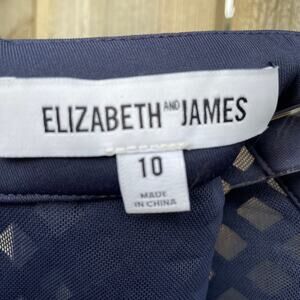 ELIZABETH AND JAMES
10
MADE
IN CHINA